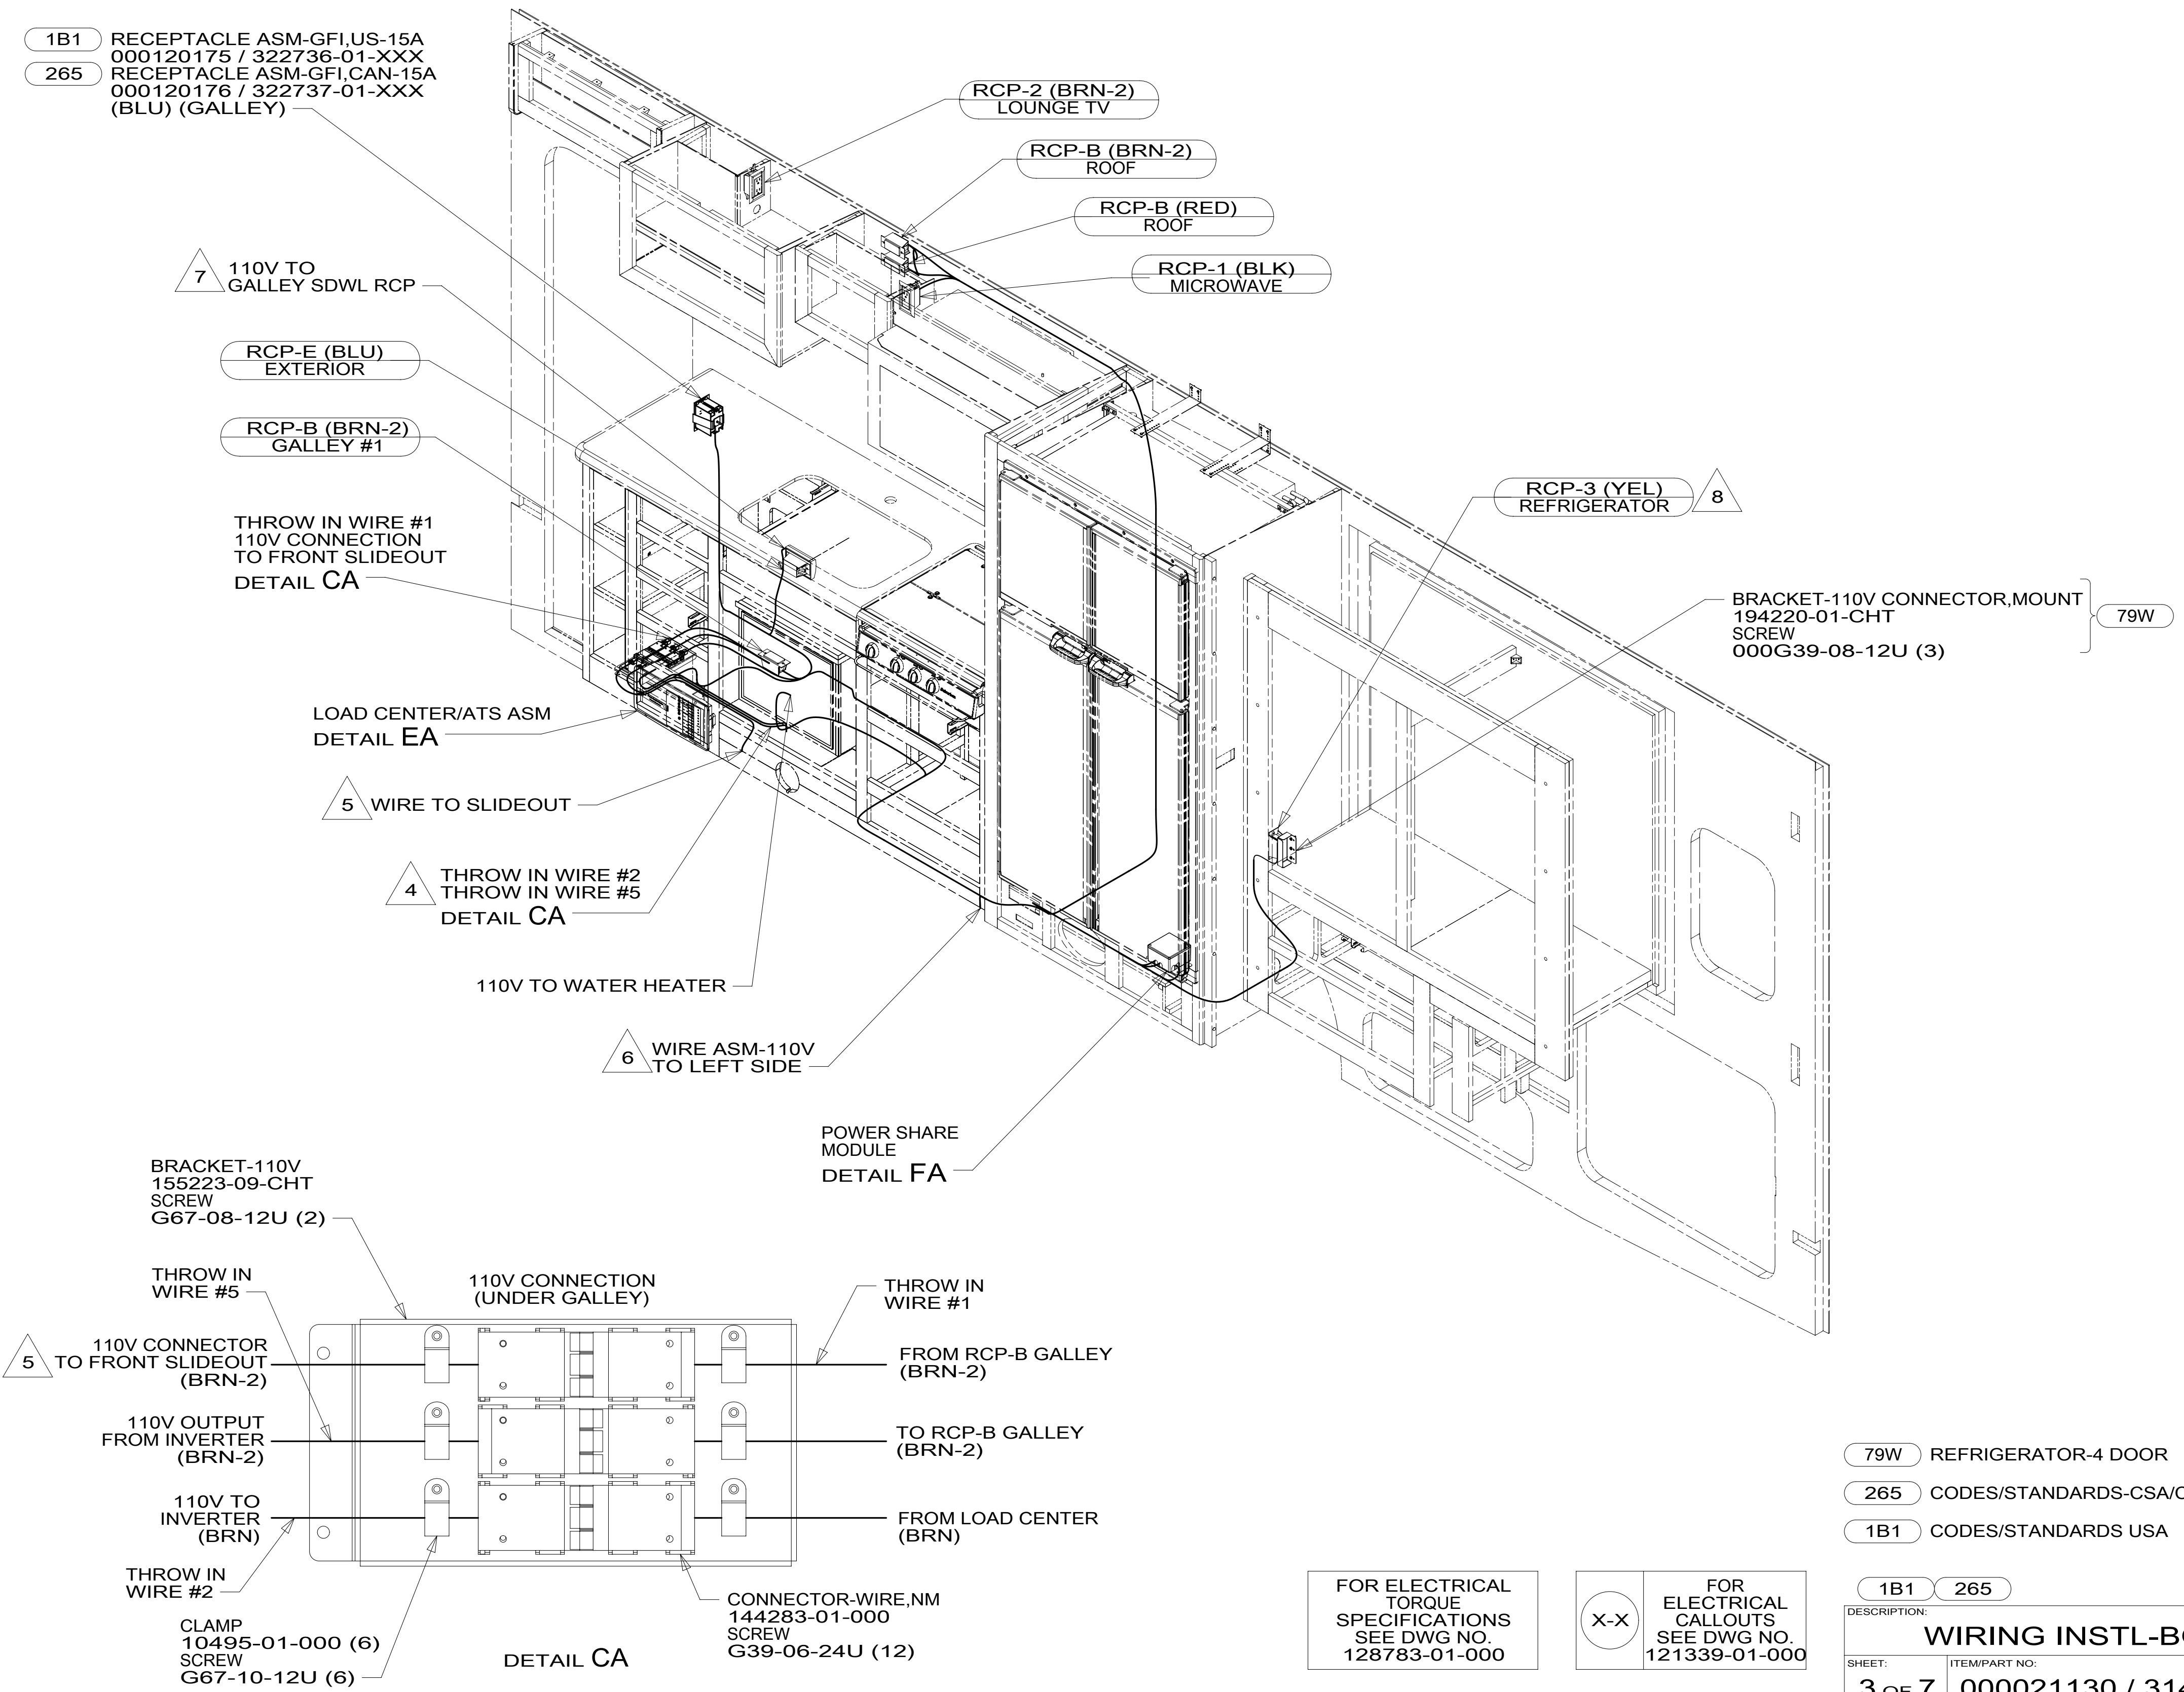 1B1 RECEPTACLE ASM-GFI,US-15A
000120175 / 322736-01-XXX
265 RECEPTACLE ASM-GFI,CAN-15A
000120176 / 322737-01-XXX
(BLU) (GALLEY)
RCP-2 (BRN-2)
LOUNGE TV
RCP-B (BRN-2)
ROOF
RCP-B (RED)
ROOF
RCP-1 (BLK)
MICROWAVE
7 110V TO
GALLEY SDWL RCP
RCP-E (BLU)
EXTERIOR
RCP-B (BRN-2)
GALLEY #1
THROW IN WIRE #1
110V CONNECTION
TO FRONT SLIDEOUT
DETAIL CA
RCP-3 (YEL)
REFRIGERATOR
8
BRACKET-110V CONNECTOR,MOUNT
194220-01-CHT
SCREW
000G39-08-12U (3)
79W
LOAD CENTER/ATS ASM
DETAIL EA
5 WIRE TO SLIDEOUT
4 THROW IN WIRE #2
THROW IN WIRE #5
DETAIL CA
110V TO WATER HEATER
6 WIRE ASM-110V
TO LEFT SIDE
POWER SHARE
MODULE
DETAIL FA
BRACKET-110V
155223-09-CHT
SCREW
G67-08-12U (2)
THROW IN
WIRE #5
110V CONNECTION
(UNDER GALLEY)
THROW IN
WIRE #1
5 110V CONNECTOR
TO FRONT SLIDEOUT
(BRN-2)
FROM RCP-B GALLEY
(BRN-2)
110V OUTPUT
FROM INVERTER
(BRN-2)
TO RCP-B GALLEY
(BRN-2)
110V TO
INVERTER
(BRN)
FROM LOAD CENTER
(BRN)
THROW IN
WIRE #2
CLAMP
10495-01-000 (6)
SCREW
G67-10-12U (6)
DETAIL CA
CONNECTOR-WIRE,NM
144283-01-000
SCREW
G39-06-24U (12)
FOR ELECTRICAL
TORQUE
SPECIFICATIONS
SEE DWG NO.
128783-01-000
X-X
FOR
ELECTRICAL
CALLOUTS
SEE DWG NO.
121339-01-000
79W REFRIGERATOR-4 DOOR
265 CODES/STANDARDS-CSA/
1B1 CODES/STANDARDS USA
1B1 265
DESCRIPTION:
WIRING INSTL-
SHEET: ITEM/PART NO:
3 OF 7 000021130 /